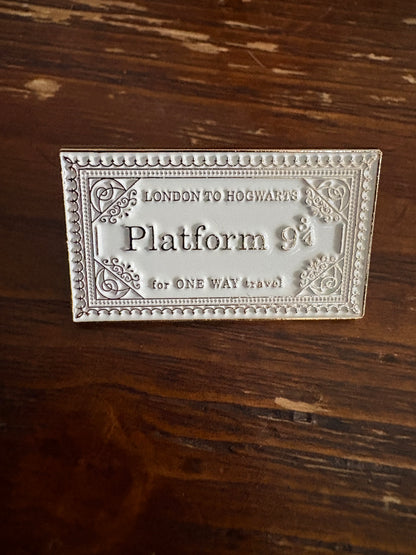 LONDON TO HOGWARTS
Platform 9¾
for ONE WAY travel